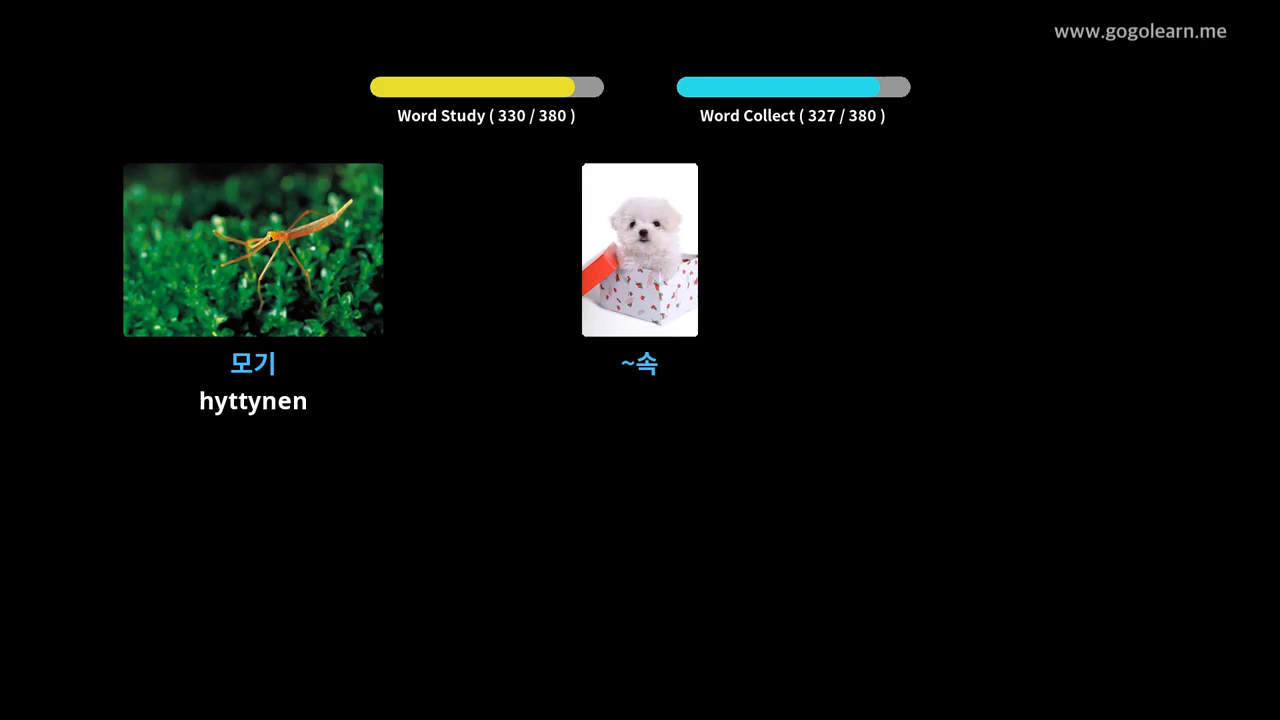 www.gogolearn.me
Word Study ( 330 / 380 )
Word Collect ( 327 / 380 )
모기
hyttynen
~속